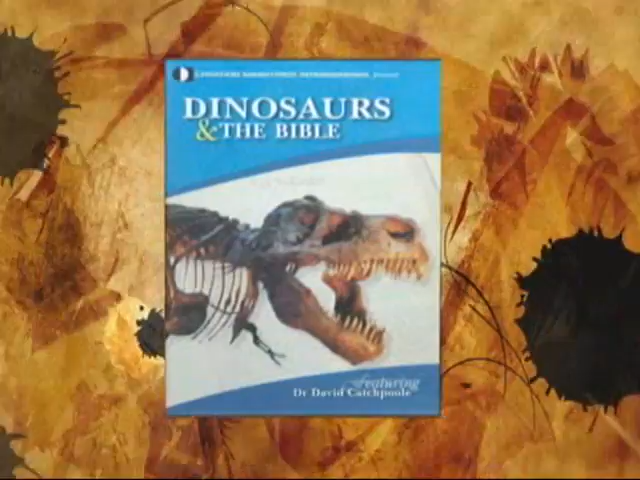 DINOSAURS
& THE BIBLE
Featuring
Dr David Catchpoole